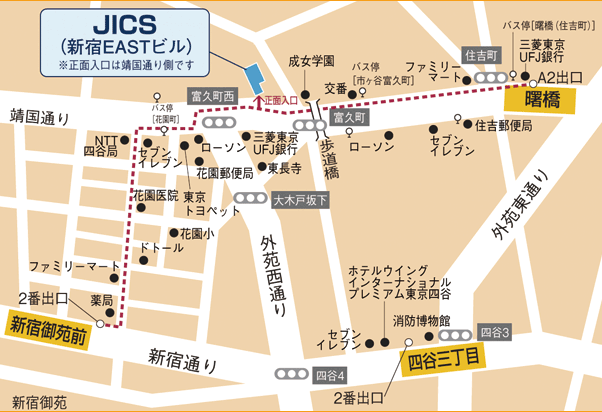 JICS
(新宿EASTビル)
※正面入口は靖国通り側です
成女学園
バス停
[市ヶ谷富久町]
交番
ファミリー
マート
住吉町
バス停[曙橋(住吉町)]
三菱東京
UFJ銀行
A2出口
曙橋
富久町西
正面入口
靖国通り
バス停
[花園町]
富久町
NTT
四谷局
セブン
イレブン
ローソン
三菱東京
UFJ銀行
歩道橋
ローソン
セブン
イレブン
住吉郵便局
花園郵便局
東長寺
東京
トヨペット
花園医院
大木戸坂下
外苑東通り
花園小
ドトール
外苑西通り
ファミリーマート
2番出口
薬局
新宿御苑前
ホテルウイング
インターナショナル
プレミアム東京四谷
消防博物館
セブン
イレブン
四谷3
四谷三丁目
新宿通り
四谷4
2番出口
新宿御苑